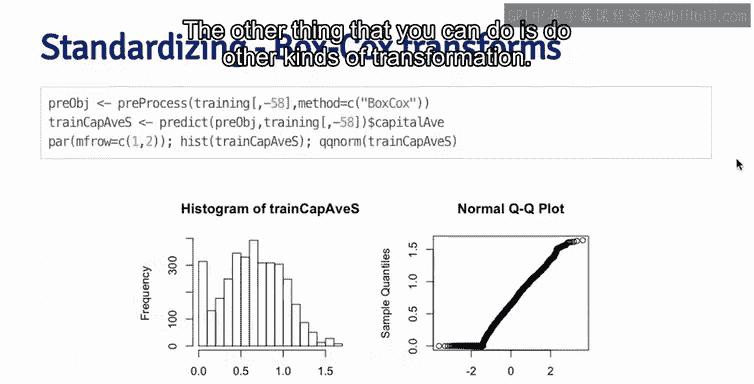 The other thing that you can do is do
other kinds of transformation.
Standardizing - Box-Cox transforms
preObj <- preProcess(training[,-58],method=c("BoxCox"))
trainCapAveS <- predict(preObj,training[,-58])$capitalAve
par(mfrow=c(1,2)); hist(trainCapAveS); qqnorm(trainCapAveS)
Histogram of trainCapAveS
Frequency
300
100
0
0.0 0.5 1.0 1.5
Normal Q-Q Plot
Sample Quantiles
1.5
1.0
0.5
0.0
-2 0 2